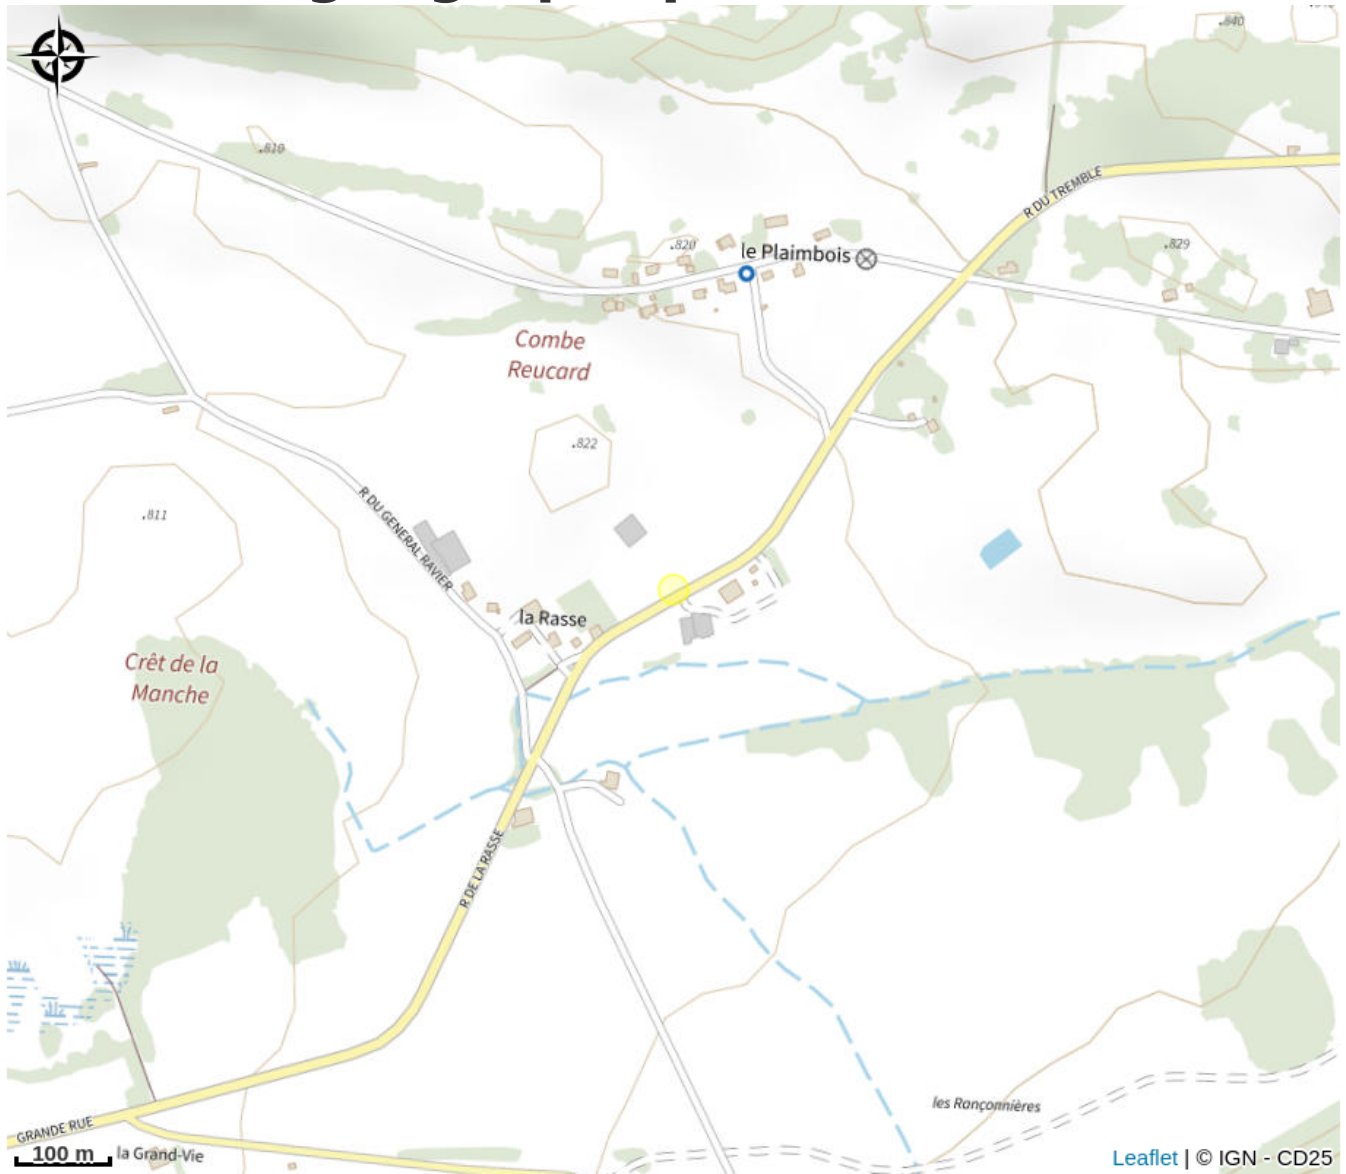 840
810
R DU TREMBLE
820
le Plaimbois
829
Combe
Reucard
822
R DU GENERAL RAVIER
811
la Rasse
Crêt de la
Manche
R DE LA RASSE
les Rançonnières
GRANDE RUE
100 m
la Grand-Vie
Leaflet | © IGN - CD25